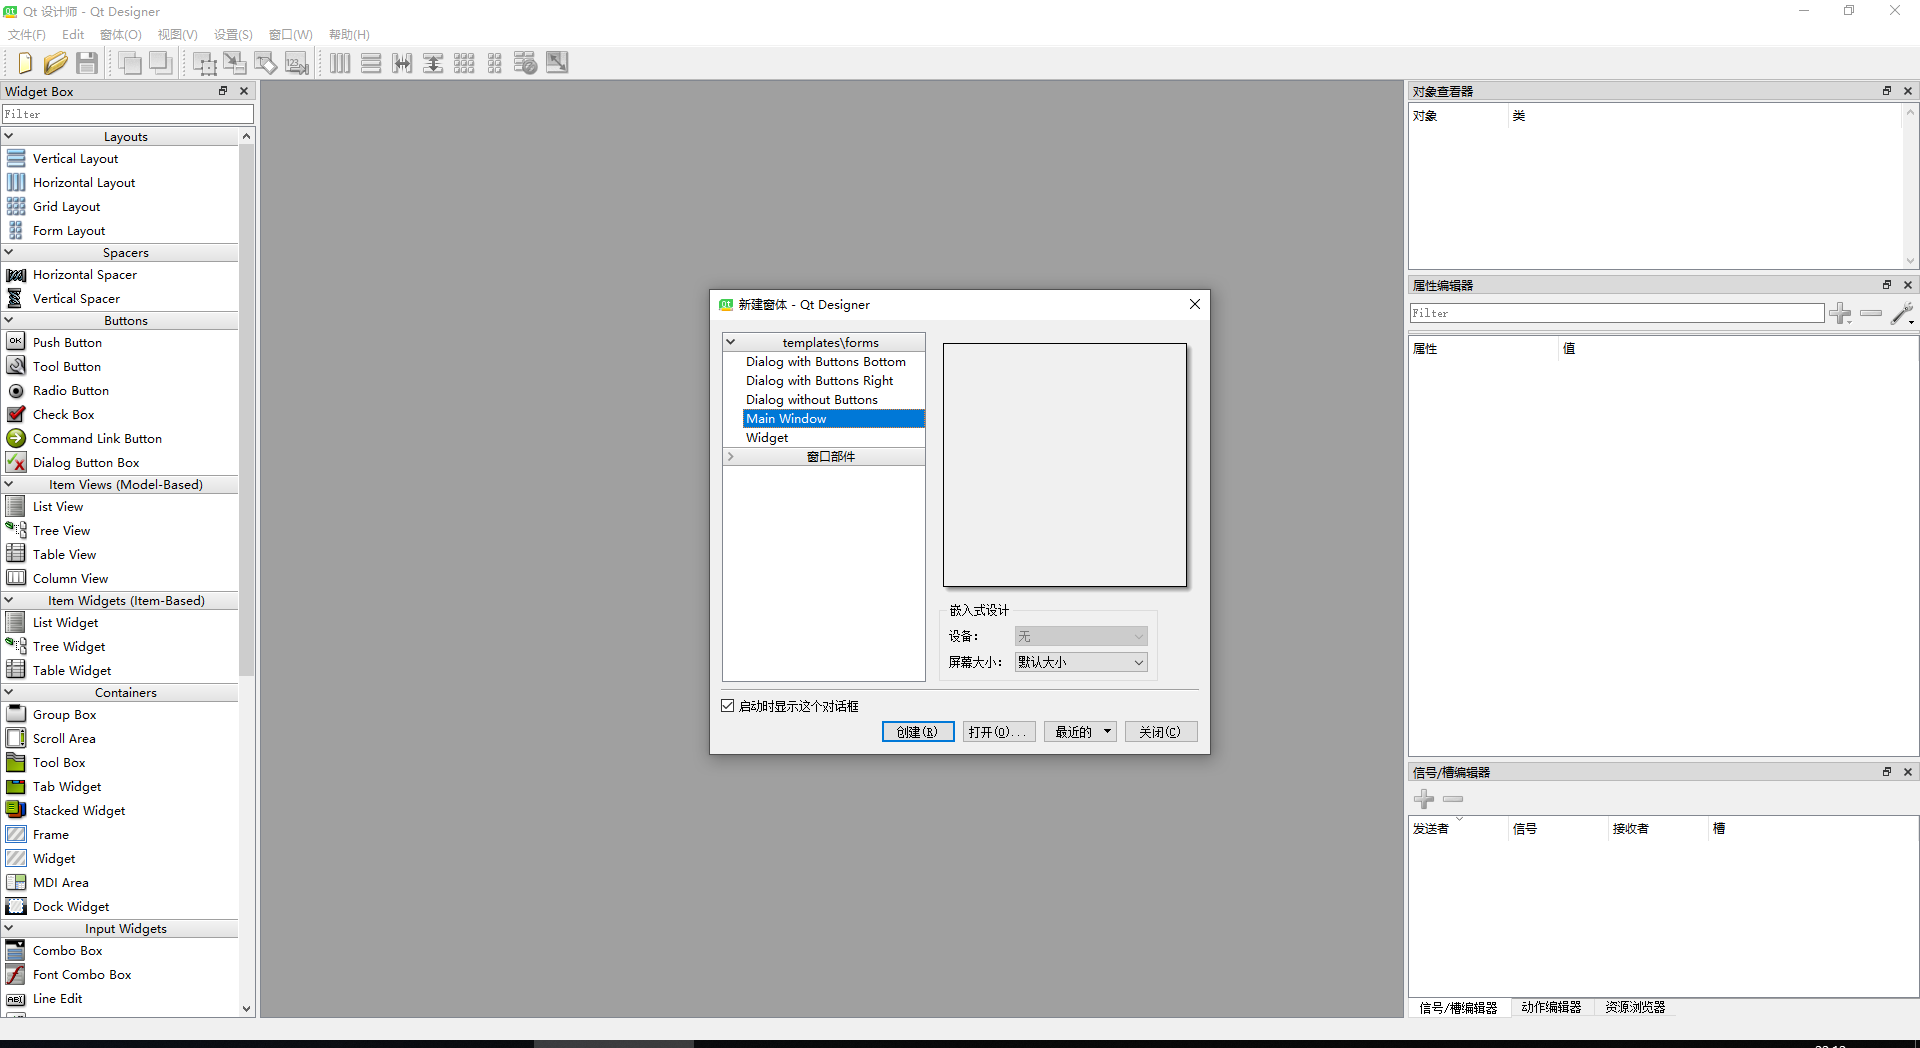 Qt 设计师 - Qt Designer
文件(F) Edit 窗体(O) 视图(V) 设置(S) 窗口(W) 帮助(H)
Widget Box
Filter
Layouts
Vertical Layout
Horizontal Layout
Grid Layout
Form Layout
Spacers
Horizontal Spacer
Vertical Spacer
Buttons
Push Button
Tool Button
Radio Button
Check Box
Command Link Button
Dialog Button Box
Item Views (Model-Based)
List View
Tree View
Table View
Column View
Item Widgets (Item-Based)
List Widget
Tree Widget
Table Widget
Containers
Group Box
Scroll Area
Tool Box
Tab Widget
Stacked Widget
Frame
Widget
MDI Area
Dock Widget
Input Widgets
Combo Box
Font Combo Box
Line Edit
新建窗体 - Qt Designer
templates\forms
Dialog with Buttons Bottom
Dialog with Buttons Right
Dialog without Buttons
Main Window
Widget
窗口部件
嵌入式设计
设备： 无
屏幕大小： 默认大小
启动时显示这个对话框
创建(R) 打开(O)... 最近的 关闭(C)
对象查看器
对象 类
属性编辑器
Filter
属性 值
信号/槽编辑器
发送者 信号 接收者 槽
信号/槽编辑器 动作编辑器 资源浏览器